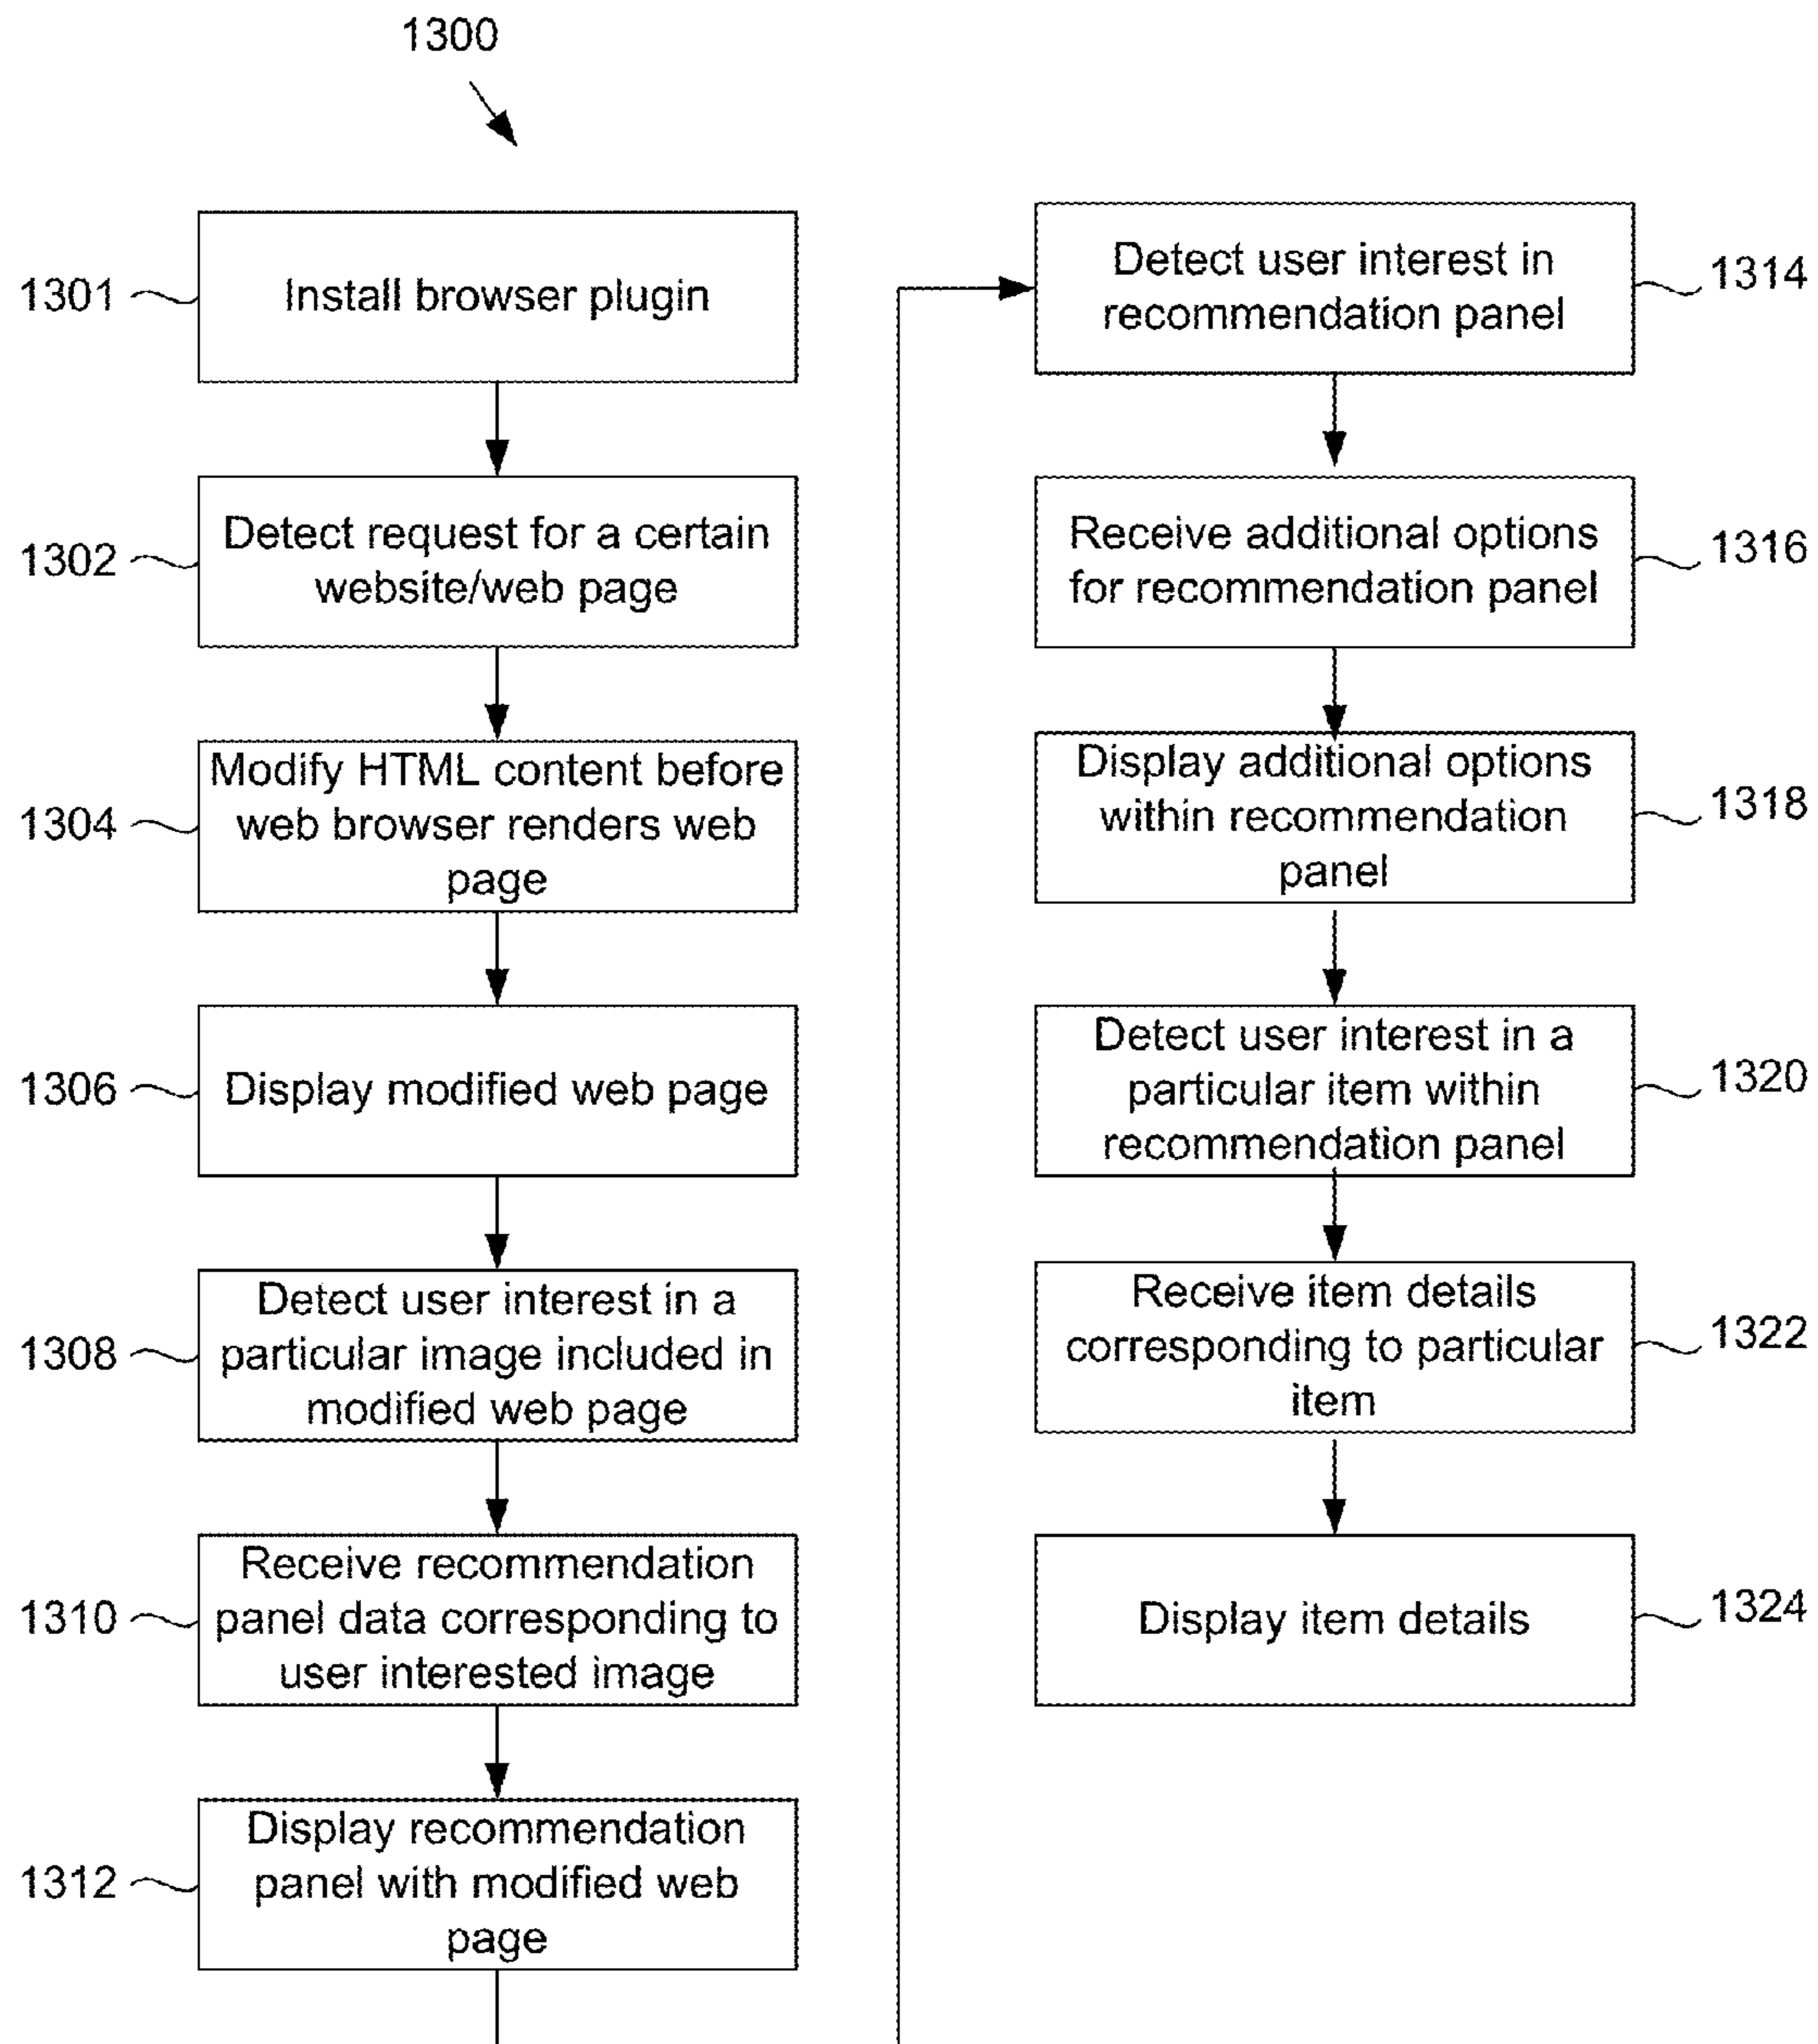 1300
1301
Install browser plugin
1302
Detect request for a certain
website/web page
1304
Modify HTML content before
web browser renders web
page
1306
Display modified web page
1308
Detect user interest in a
particular image included in
modified web page
1310
Receive recommendation
panel data corresponding to
user interested image
1312
Display recommendation
panel with modified web
page
Detect user interest in
recommendation panel
1314
Receive additional options
for recommendation panel
1316
Display additional options
within recommendation
panel
1318
Detect user interest in a
particular item within
recommendation panel
1320
Receive item details
corresponding to particular
item
1322
Display item details
1324